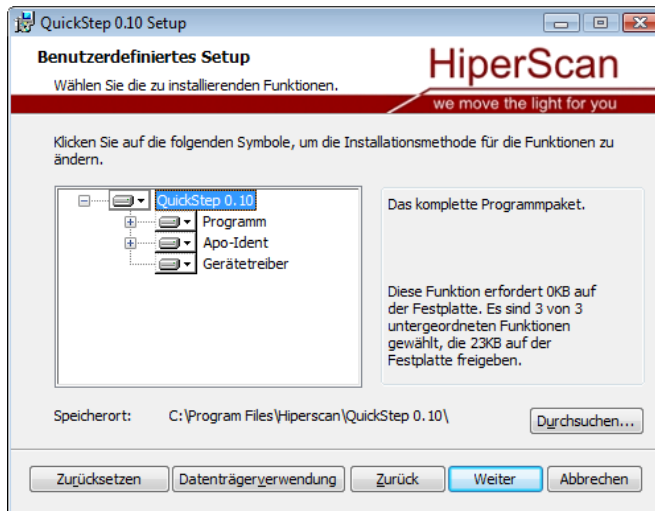 QuickStep 0.10 Setup
Benutzerdefiniertes Setup
Wählen Sie die zu installierenden Funktionen.
HiperScan
we move the light for you
Klicken Sie auf die folgenden Symbole, um die Installationsmethode für die Funktionen zu
ändern.
QuickStep 0.10
Programm
Apo-Ident
Gerätetreiber
Das komplette Programmpaket.
Diese Funktion erfordert 0KB auf
der Festplatte. Es sind 3 von 3
untergeordneten Funktionen
gewählt, die 23KB auf der
Festplatte freigeben.
Speicherort: C:\Program Files\Hiperscan\QuickStep 0.10\
Durchsuchen...
Zurücksetzen Datenträgerverwendung Zurück Weiter Abbrechen